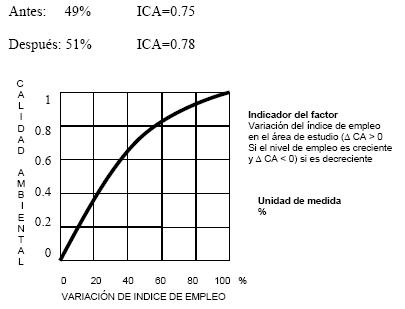 Antes: 49% ICA=0.75
Después: 51% ICA=0.78
CALIDAD AMBIENTAL
1
0.8
0.6
0.4
0.2
0
0 20 40 60 80 100 %
VARIACIÓN DE INDICE DE EMPLEO
Indicador del factor
Variación del índice de empleo
en el área de estudio (∆ CA > 0
Si el nivel de empleo es creciente
y ∆ CA < 0) si es decreciente
Unidad de medida
%